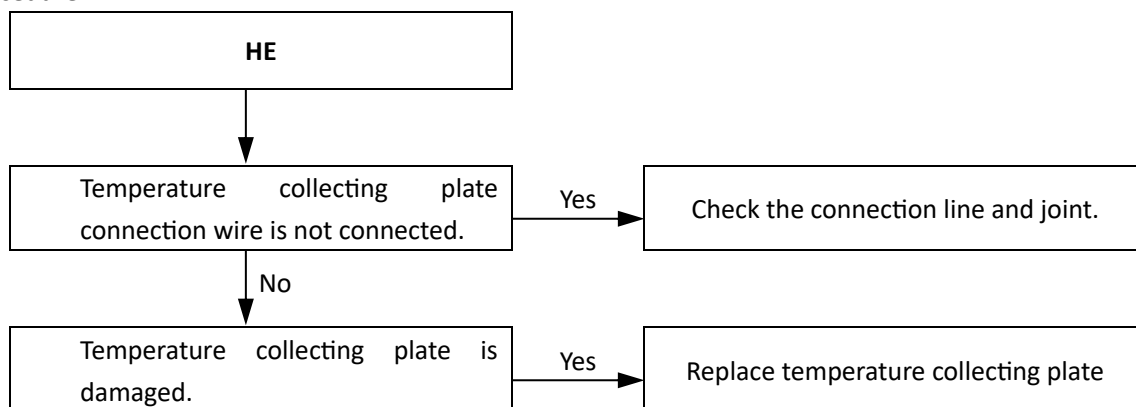 HE
Temperature collecting plate
connection wire is not connected.
Yes
Check the connection line and joint.
No
Temperature collecting plate is
damaged.
Yes
Replace temperature collecting plate